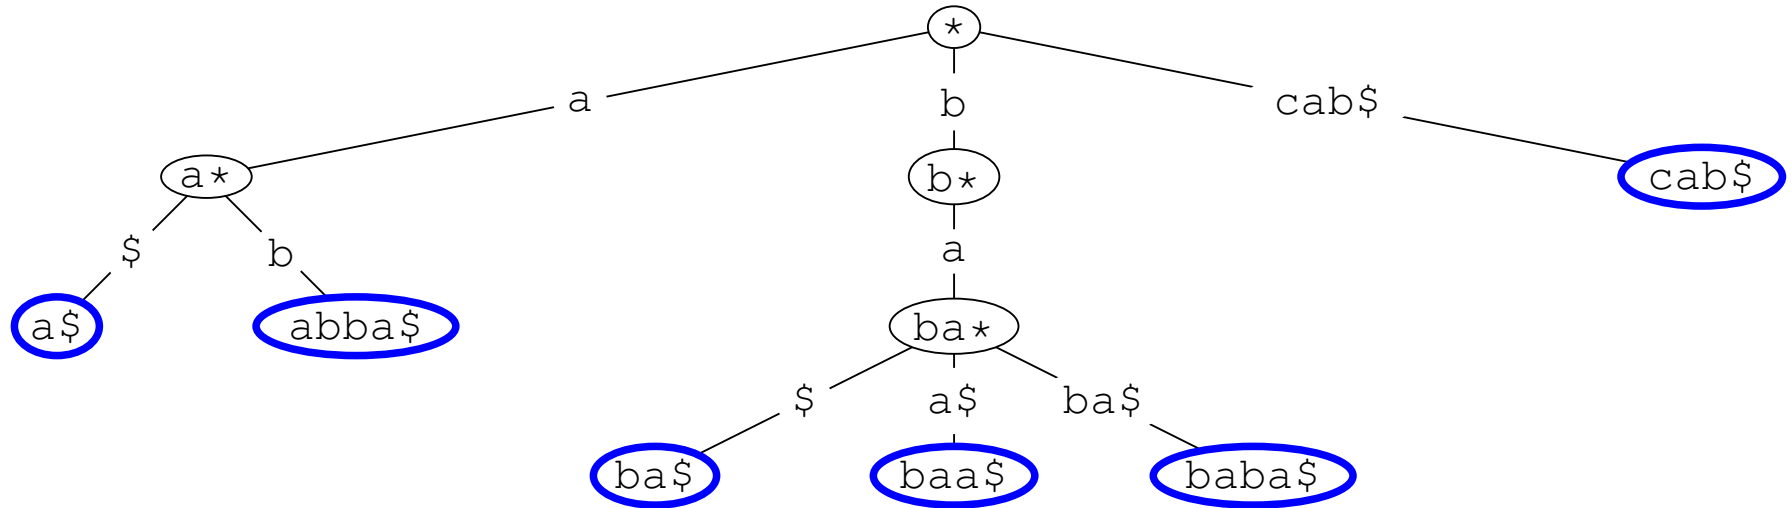 *
a b cab$
a* b* cab$
$ b a
a$ abba$ ba*
$ a$ ba$
ba$ baa$ baba$